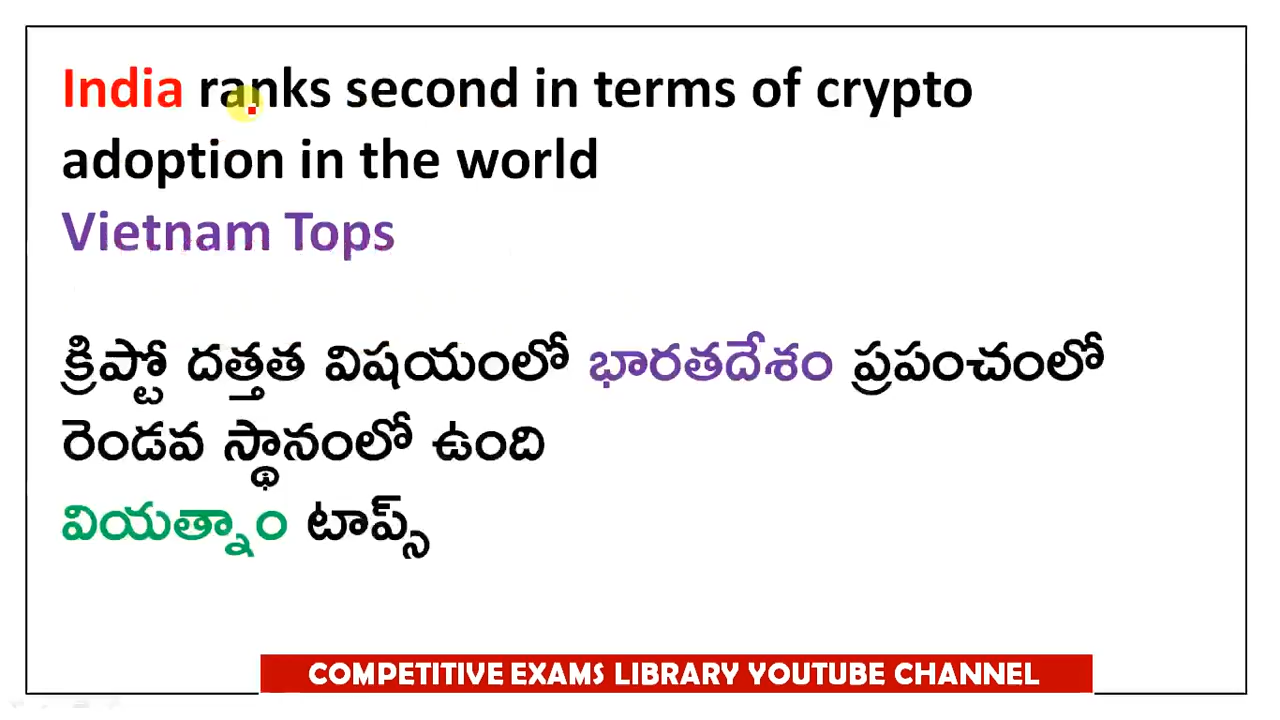 India ranks second in terms of crypto
adoption in the world
Vietnam Tops
క్రిప్టో దత్తత విషయంలో భారతదేశం ప్రపంచంలో
రెండవ స్థానంలో ఉంది
వియత్నాం టాప్స్
COMPETITIVE EXAMS LIBRARY YOUTUBE CHANNEL